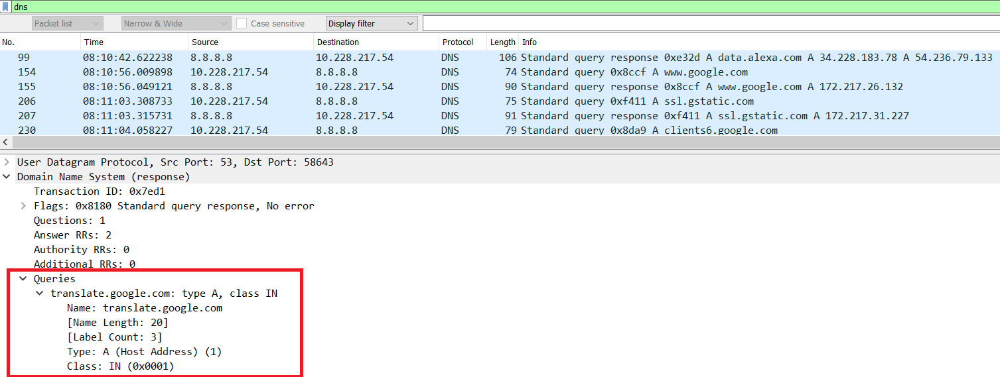 dns
Packet list Narrow & Wide Case sensitive Display filter
No. Time Source Destination Protocol Length Info
99 08:10:42.622238 8.8.8.8 10.228.217.54 DNS 106 Standard query response 0xe32d A data.alexa.com A 34.228.183.78 A 54.236.79.133
154 08:10:56.009898 10.228.217.54 8.8.8.8 DNS 74 Standard query 0x8ccf A www.google.com
155 08:10:56.049121 8.8.8.8 10.228.217.54 DNS 90 Standard query response 0x8ccf A www.google.com A 172.217.26.132
206 08:11:03.308733 10.228.217.54 8.8.8.8 DNS 75 Standard query 0xf411 A ssl.gstatic.com
207 08:11:03.315731 8.8.8.8 10.228.217.54 DNS 91 Standard query response 0xf411 A ssl.gstatic.com A 172.217.31.227
230 08:11:04.058227 10.228.217.54 8.8.8.8 DNS 79 Standard query 0x8da9 A clients6.google.com
User Datagram Protocol, Src Port: 53, Dst Port: 58643
Domain Name System (response)
Transaction ID: 0x7ed1
Flags: 0x8180 Standard query response, No error
Questions: 1
Answer RRs: 2
Authority RRs: 0
Additional RRs: 0
Queries
translate.google.com: type A, class IN
Name: translate.google.com
[Name Length: 20]
[Label Count: 3]
Type: A (Host Address) (1)
Class: IN (0x0001)